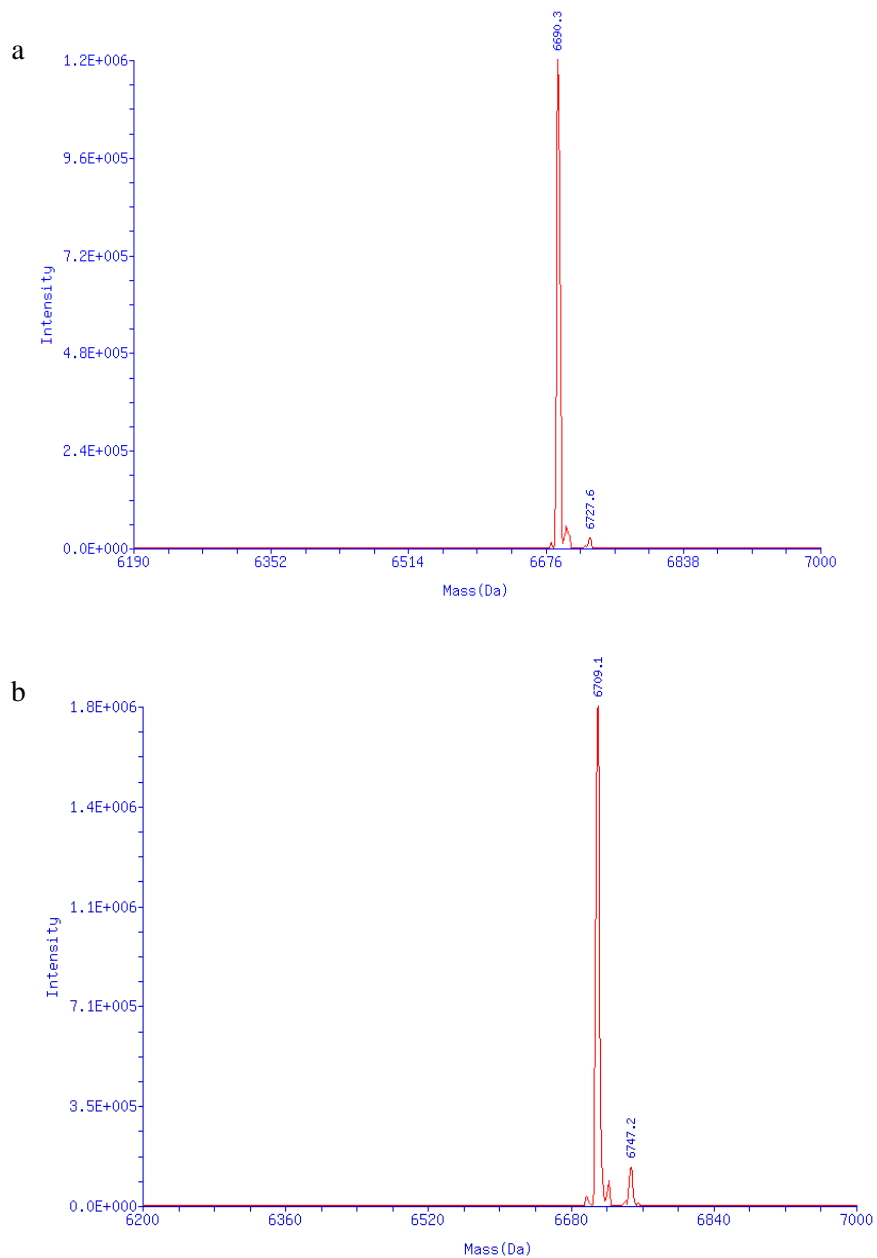 a
6690.3
1.2E+006
9.6E+005
7.2E+005
4.8E+005
2.4E+005
0.0E+000
Intensity
6727.6
6190
6352
6514
6676
6838
7000
Mass(Da)
b
6709.1
1.8E+006
1.4E+006
1.1E+006
7.1E+005
3.5E+005
0.0E+000
Intensity
6747.2
6200
6360
6520
6680
6840
7000
Mass(Da)